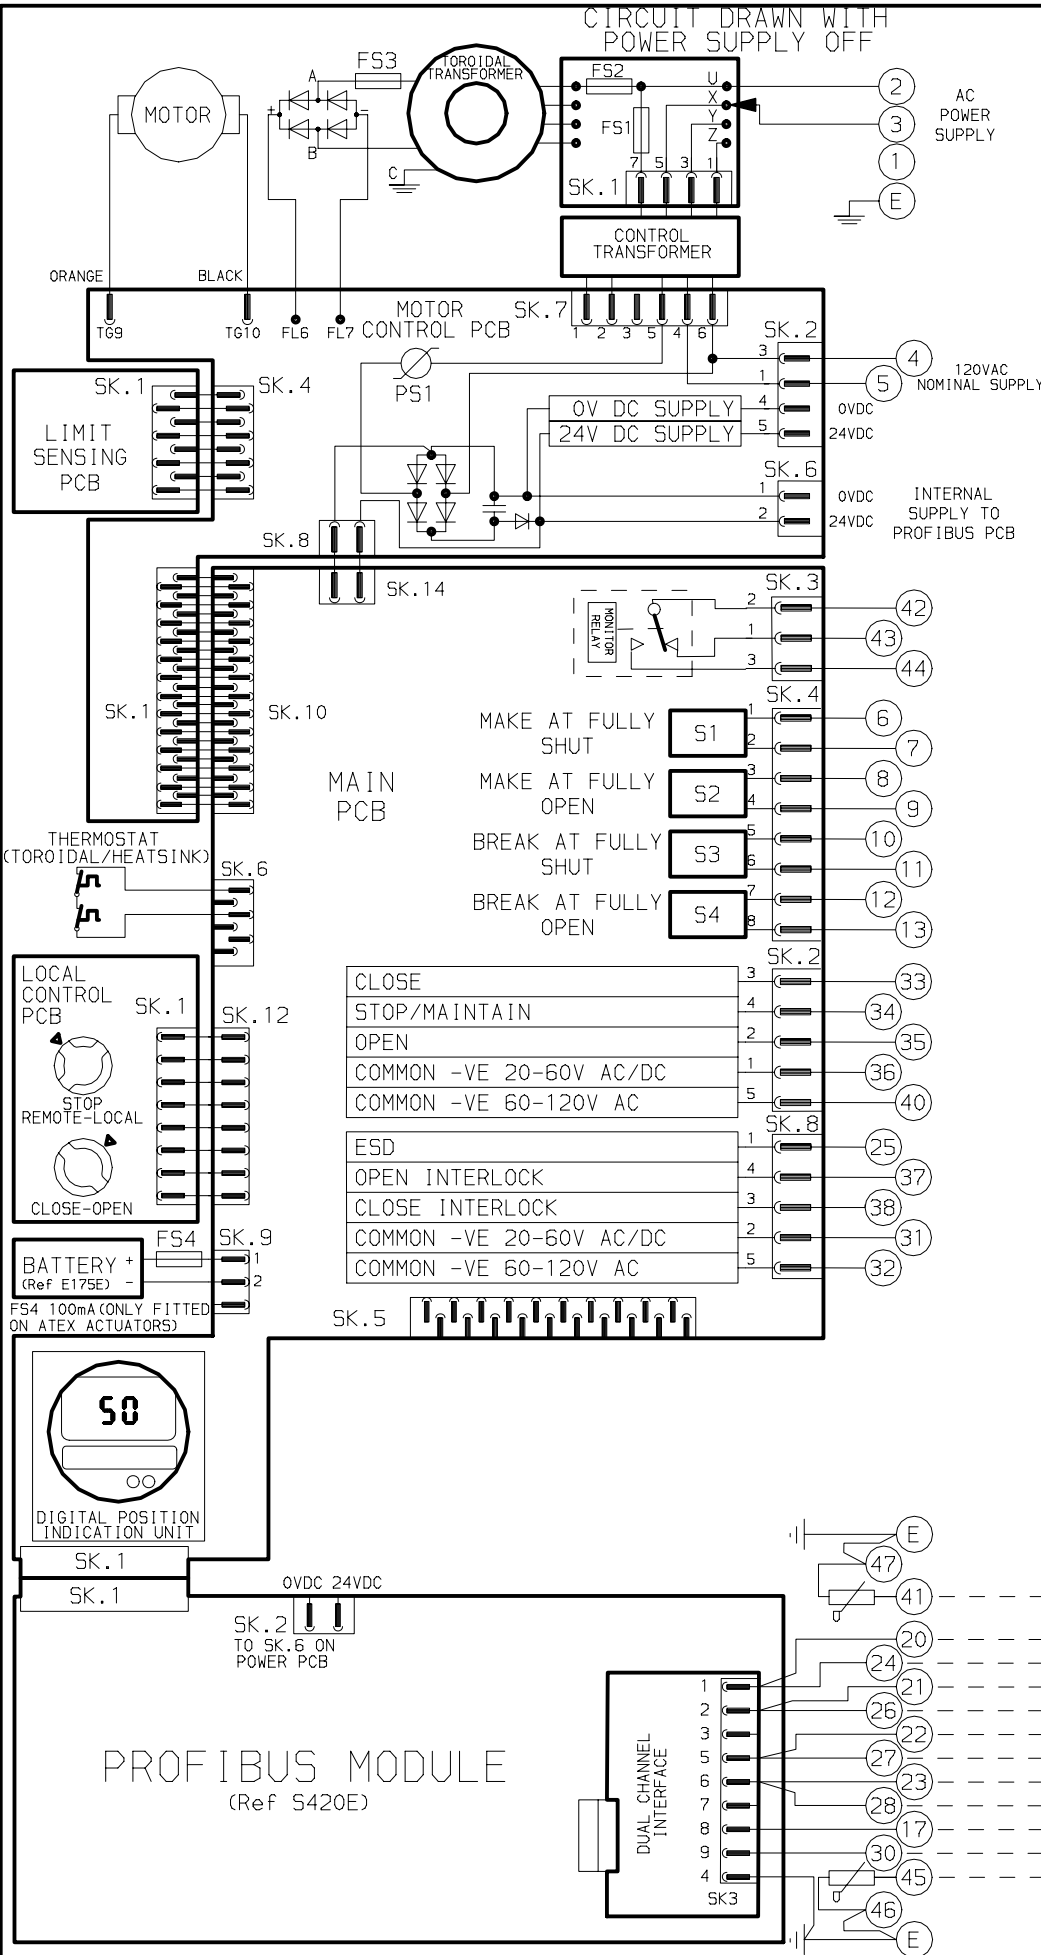 CIRCUIT DRAWN WITH
POWER SUPPLY OFF
MOTOR
A
B
C
+
-
FS3
TOROIDAL
TRANSFORMER
FS2
FS1
U
X
Y
Z
7 5 3 1
SK.1
2
3
1
E
AC
POWER
SUPPLY
CONTROL
TRANSFORMER
ORANGE
BLACK
TG9
TG10
FL6
FL7
MOTOR
CONTROL PCB
SK.7
1 2 3 5 4 6
PS1
SK.2
3
1
4
5
4
5
120VAC
NOMINAL SUPPLY
0V DC SUPPLY
24V DC SUPPLY
0VDC
24VDC
SK.6
1
2
0VDC
24VDC
INTERNAL
SUPPLY TO
PROFIBUS PCB
SK.1
SK.4
LIMIT
SENSING
PCB
SK.8
SK.14
SK.1
SK.10
MAIN
PCB
MONITOR
RELAY
SK.3
2
1
3
42
43
44
SK.4
MAKE AT FULLY
SHUT
S1
1
2
6
7
MAKE AT FULLY
OPEN
S2
3
4
8
9
BREAK AT FULLY
SHUT
S3
5
6
10
11
BREAK AT FULLY
OPEN
S4
7
8
12
13
THERMOSTAT
(TOROIDAL/HEATSINK)
SK.6
LOCAL
CONTROL
PCB
SK.1
SK.12
STOP
REMOTE-LOCAL
CLOSE-OPEN
SK.2
CLOSE 3 33
STOP/MAINTAIN 4 34
OPEN 2 35
COMMON -VE 20-60V AC/DC 1 36
COMMON -VE 60-120V AC 5 40
SK.8
ESD 1 25
OPEN INTERLOCK 4 37
CLOSE INTERLOCK 3 38
COMMON -VE 20-60V AC/DC 2 31
COMMON -VE 60-120V AC 5 32
BATTERY
(Ref E175E)
+
-
FS4
SK.9
1
2
FS4 100mA(ONLY FITTED
ON ATEX ACTUATORS)
SK.5
50
DIGITAL POSITION
INDICATION UNIT
SK.1
SK.1
0VDC 24VDC
SK.2
TO SK.6 ON
POWER PCB
PROFIBUS MODULE
(Ref S420E)
DUAL CHANNEL
INTERFACE
1
2
3
5
6
7
8
9
4
SK3
E
47
U
41
20
24
21
26
22
27
23
28
17
30
U
45
46
E